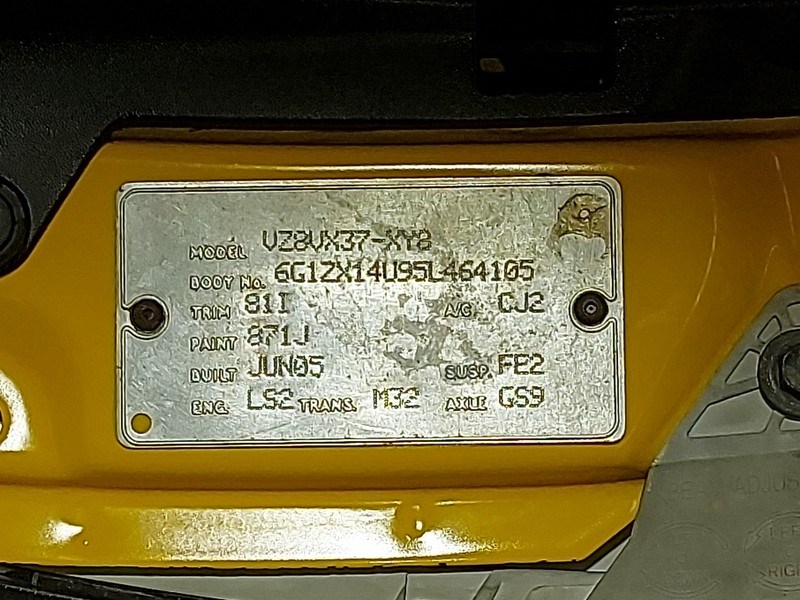 MODEL VZ8VX37-XY8
BODY No. 6G1ZX14U95L464105
TRIM 81I A/C CJ2
PAINT 871J
BUILT JUN05 SUSP. FE2
ENG. LS2 TRANS. M32 AXLE GS9